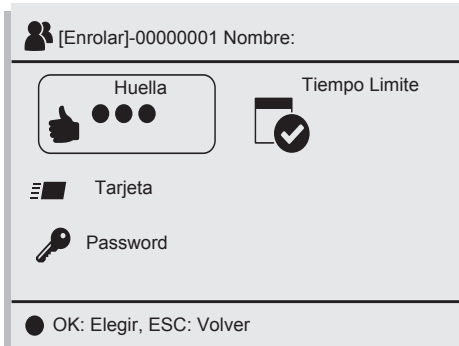 [Enrolar]-00000001 Nombre:
Huella
Tiempo Limite
Tarjeta
Password
OK: Elegir, ESC: Volver